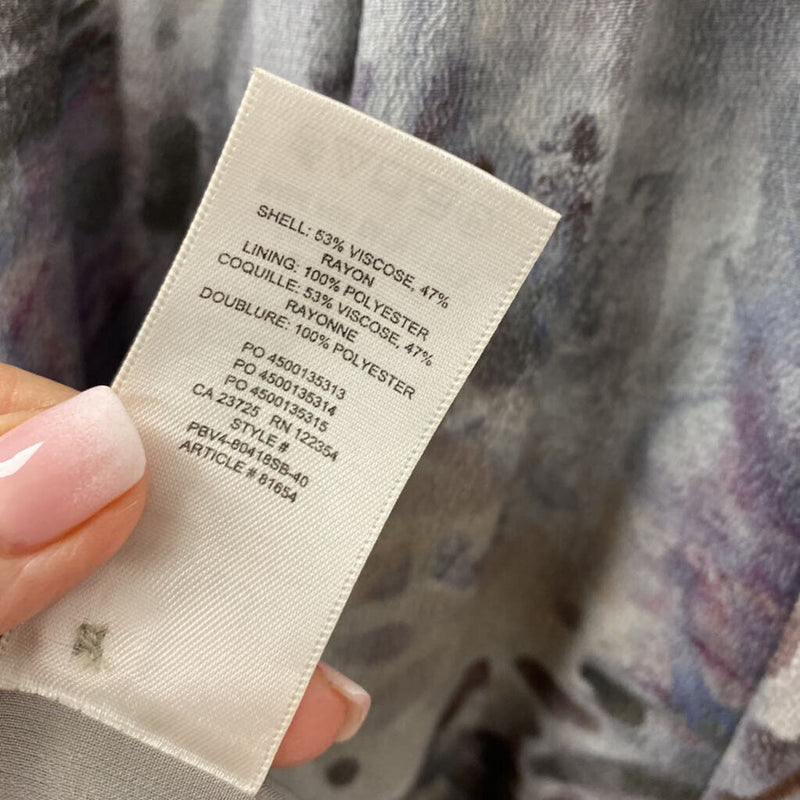 SHELL: 53% VISCOSE, 47%
RAYON
LINING: 100% POLYESTER
COQUILLE: 53% VISCOSE, 47%
RAYONNE
DOUBLURE: 100% POLYESTER
PO 4500135313
PO 4500135314
PO 4500135315
CA 23725 RN 122354
STYLE #
PBV4-80418SB-40
ARTICLE # 81654